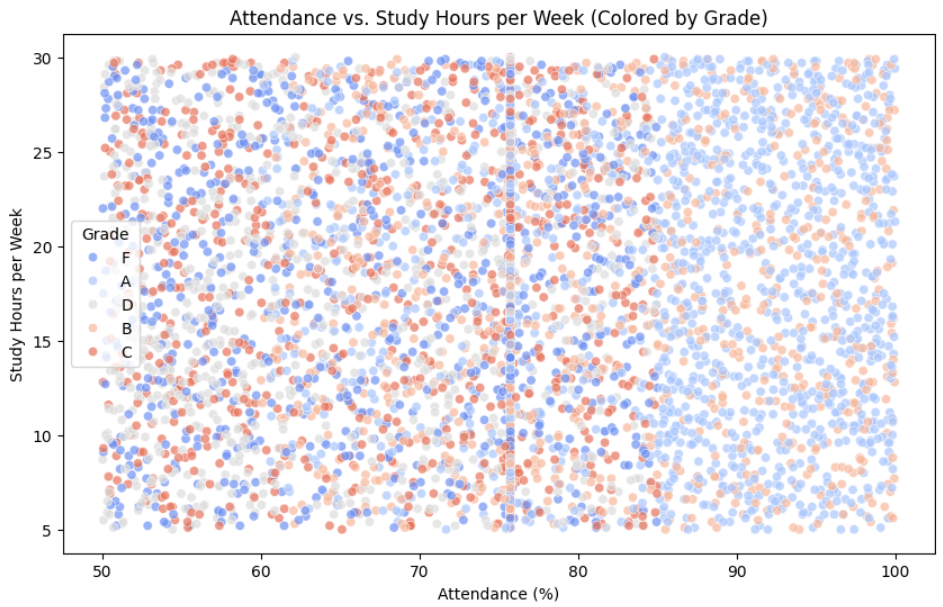 Attendance vs. Study Hours per Week (Colored by Grade)
30
25
20
15
10
5
Study Hours per Week
Grade
F
A
D
B
C
50
60
70
80
90
100
Attendance (%)